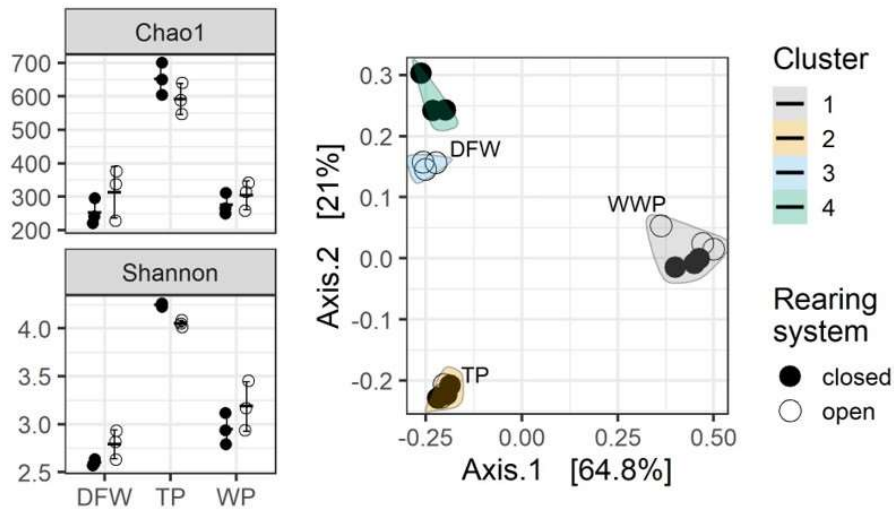 Chao1
700
600
500
400
300
200
Shannon
4.0
3.5
3.0
2.5
DFW TP WP
Axis.2 [21%]
0.3
0.2
0.1
0.0
-0.1
-0.2
DFW
WWP
TP
-0.25 0.00 0.25 0.50
Axis.1 [64.8%]
Cluster
1
2
3
4
Rearing
system
closed
open